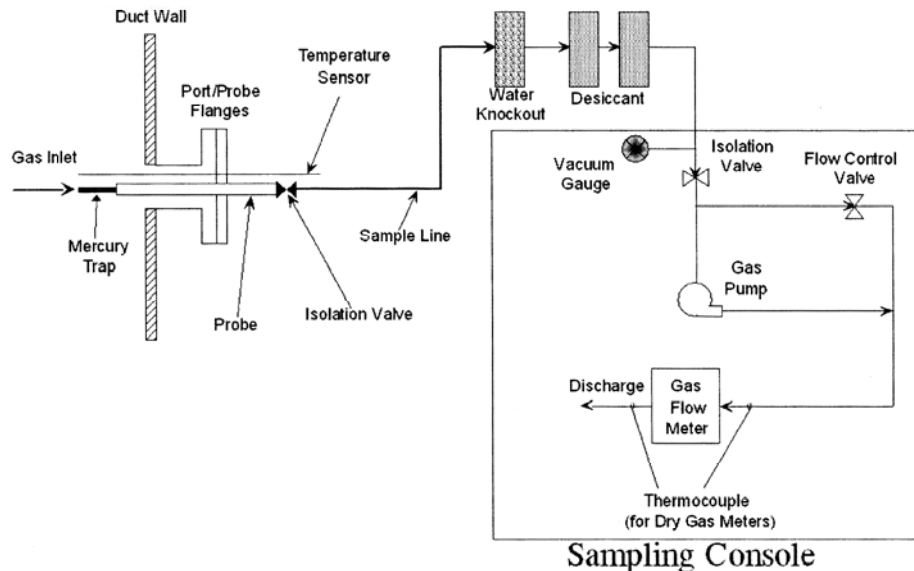 Duct Wall
Temperature
Sensor
Port/Probe
Flanges
Gas Inlet
Mercury
Trap
Probe
Isolation Valve
Sample Line
Water
Knockout
Desiccant
Vacuum
Gauge
Isolation
Valve
Flow Control
Valve
Gas
Pump
Discharge
Gas
Flow
Meter
Thermocouple
(for Dry Gas Meters)
Sampling Console